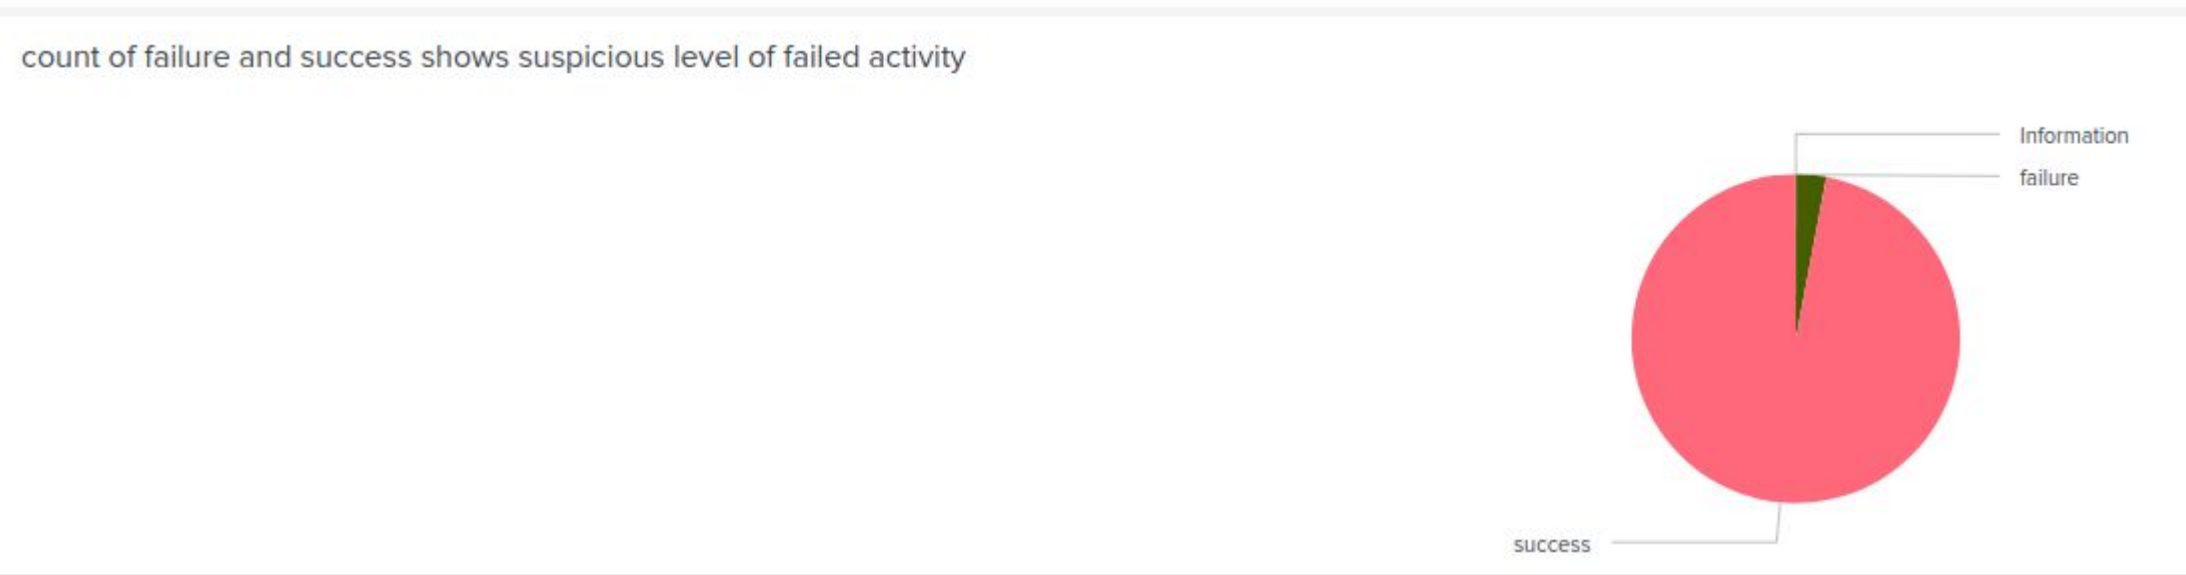 count of failure and success shows suspicious level of failed activity
Information
failure
success